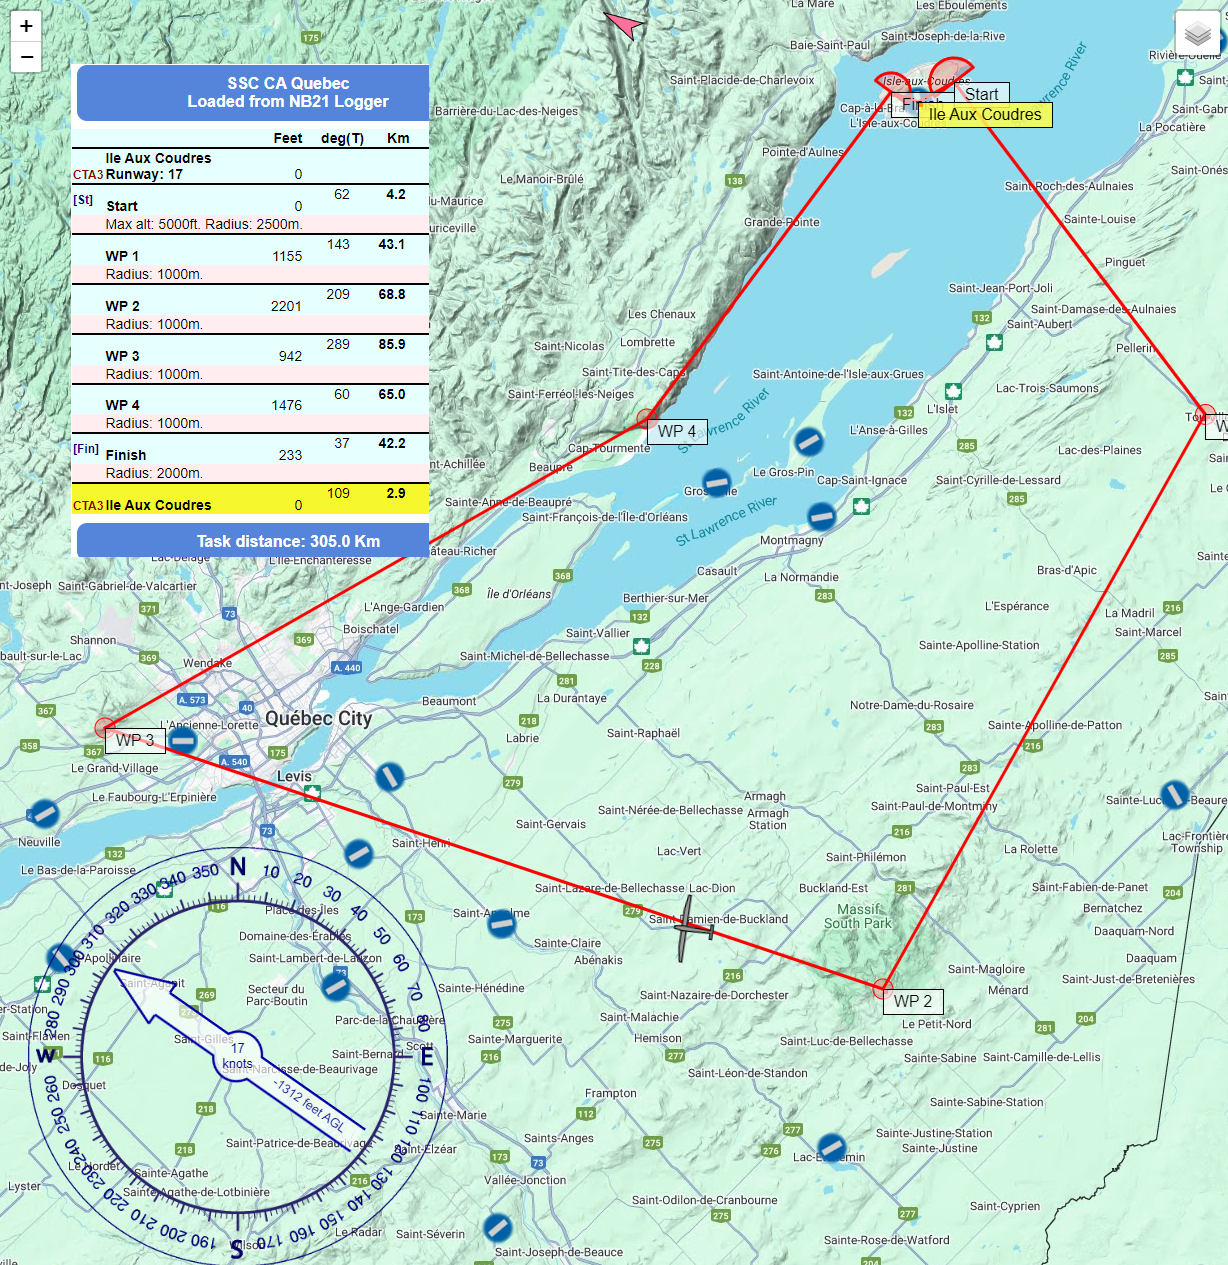 +
−
SSC CA Quebec
Loaded from NB21 Logger
Feet deg(T) Km
Ile Aux Coudres
CTA3 Runway: 17 0
[St] 62 4.2
Start 0
Max alt: 5000ft. Radius: 2500m.
143 43.1
WP 1 1155
Radius: 1000m.
209 68.8
WP 2 2201
Radius: 1000m.
289 85.9
WP 3 942
Radius: 1000m.
60 65.0
WP 4 1476
Radius: 1000m.
[Fin] 37 42.2
Finish 233
Radius: 2000m.
109 2.9
CTA3 Ile Aux Coudres 0
Task distance: 305.0 Km
La Mare
Les Éboulements
175
Saint-Joseph-de-la-Rive
Baie-Saint-Paul
Saint-Placide-de-Charlevoix
Isle-aux-Coudres
Start
Ile Aux Coudres
Barrière-du-Lac-des-Neiges
La Pocatière
Pointe-d'Aulnes
Le Manoir-Brûlé
138
Saint Roch-des-Aulnaies
Grande-Pointe
Sainte-Louise
Pinguet
Saint-Jean-Port-Joli
Saint-Damase-des-Aulnaies
132
Saint-Aubert
Les Chenaux
Lombrette
Saint-Nicolas
Pellerin
Saint-Tite-des-Caps
Saint-Antoine-de-l'Isle-aux-Grues
Saint-Ferréol-les-Neiges
Lac-Trois-Saumons
L'Islet
132
WP 4
St Lawrence River
L'Anse-à-Gilles
Cap-Tourmente
285
Lac-des-Plaines
Beaupré
Le Gros-Pin
Cap-Saint-Ignace
Saint-Cyrille-de-Lessard
285
Sainte-Anne-de-Beaupré
Saint-François-de-l'Île-d'Orléans
St Lawrence River
Montmagny
L'Ile-Enchanteresse
Château-Richer
Casault
La Normandie
Bras-d'Apic
Saint-Gabriel-de-Valcartier
368
368
Île d'Orléans
371
73
L'Ange-Gardien
Berthier-sur-Mer
283
L'Espérance
La Madril
216
Shannon
369
Boischatel
132
Saint-Vallier
Saint-Marcel
Sainte-Apolline-Station
369
Wendake
A. 440
Saint-Michel-de-Bellechasse
228
285
281
A. 573
40
Beaumont
La Durantaye
367
L'Ancienne-Lorette
Québec City
218
Notre-Dame-du-Rosaire
283
Sainte-Apolline-de-Patton
358
367
WP 3
175
Labrie
Saint-Raphaël
216
Le Grand-Village
A. 540
Levis
279
283
Le Faubourg-L'Erpinière
Saint-Paul-Est
Armagh
Saint-Paul-de-Montminy
Saint-Nérée-de-Bellechasse
Armagh Station
Neuville
73
Saint-Gervais
216
Lac-Frontière Township
132
Saint-Henri
Lac-Vert
Saint-Philémon
La Rolette
Le Bas-de-la-Paroisse
Saint-Lazare-de-Bellechasse
Lac-Dion
Buckland-Est
281
Saint-Fabien-de-Panet
204
279
Saint-Damien-de-Buckland
Massif South Park
Bernatchez
Daaquam-Nord
173
Saint-Anselme
Sainte-Claire
Abénakis
216
Daaquam
Saint-Magloire
Ménard
Saint-Just-de-Bretenières
WP 2
Sainte-Hénédine
Saint-Nazaire-de-Dorchester
Saint-Malachie
Le Petit-Nord
281
204
275
Hemison
Sainte-Marguerite
Saint-Luc-de-Bellechasse
216
277
Sainte-Sabine
Saint-Camille-de-Lellis
Saint-Léon-de-Standon
Frampton
112
Sainte-Sabine-Station
Sainte-Marie
277
Saints-Anges
275
276
Sainte-Justine-Station
Sainte-Justine
173
73
Lac-Etchemin
Vallée-Jonction
Saint-Odilon-de-Cranbourne
275
277
Saint-Cyprien
Saint-Séverin
Sainte-Rose-de-Watford
204
Saint-Joseph-de-Beauce
N
E
S
W
10 20 30 40 50 60 70 80 100 110 120 130 140 150 160 170 190 200 210 220 230 240 250 260 280 290 300 310 320 330 340 350
17
knots
-1312 feet AGL
116
Place-des-Îles
Domaine-des-Érables
Saint-Lambert-de-Lauzon
73
Saint-Agapit
269
Secteur du Parc-Boutin
Parc-de-la-Chaudière
Saint-Gilles
Scott
Saint-Bernard
116
Saint-Narcisse-de-Beaurivage
Dosquet
218
Saint-Patrice-de-Beaurivage
218
Saint-Elzéar
Sainte-Agathe
216
Sainte-Agathe-de-Lotbinière
Lyster
Le Radar